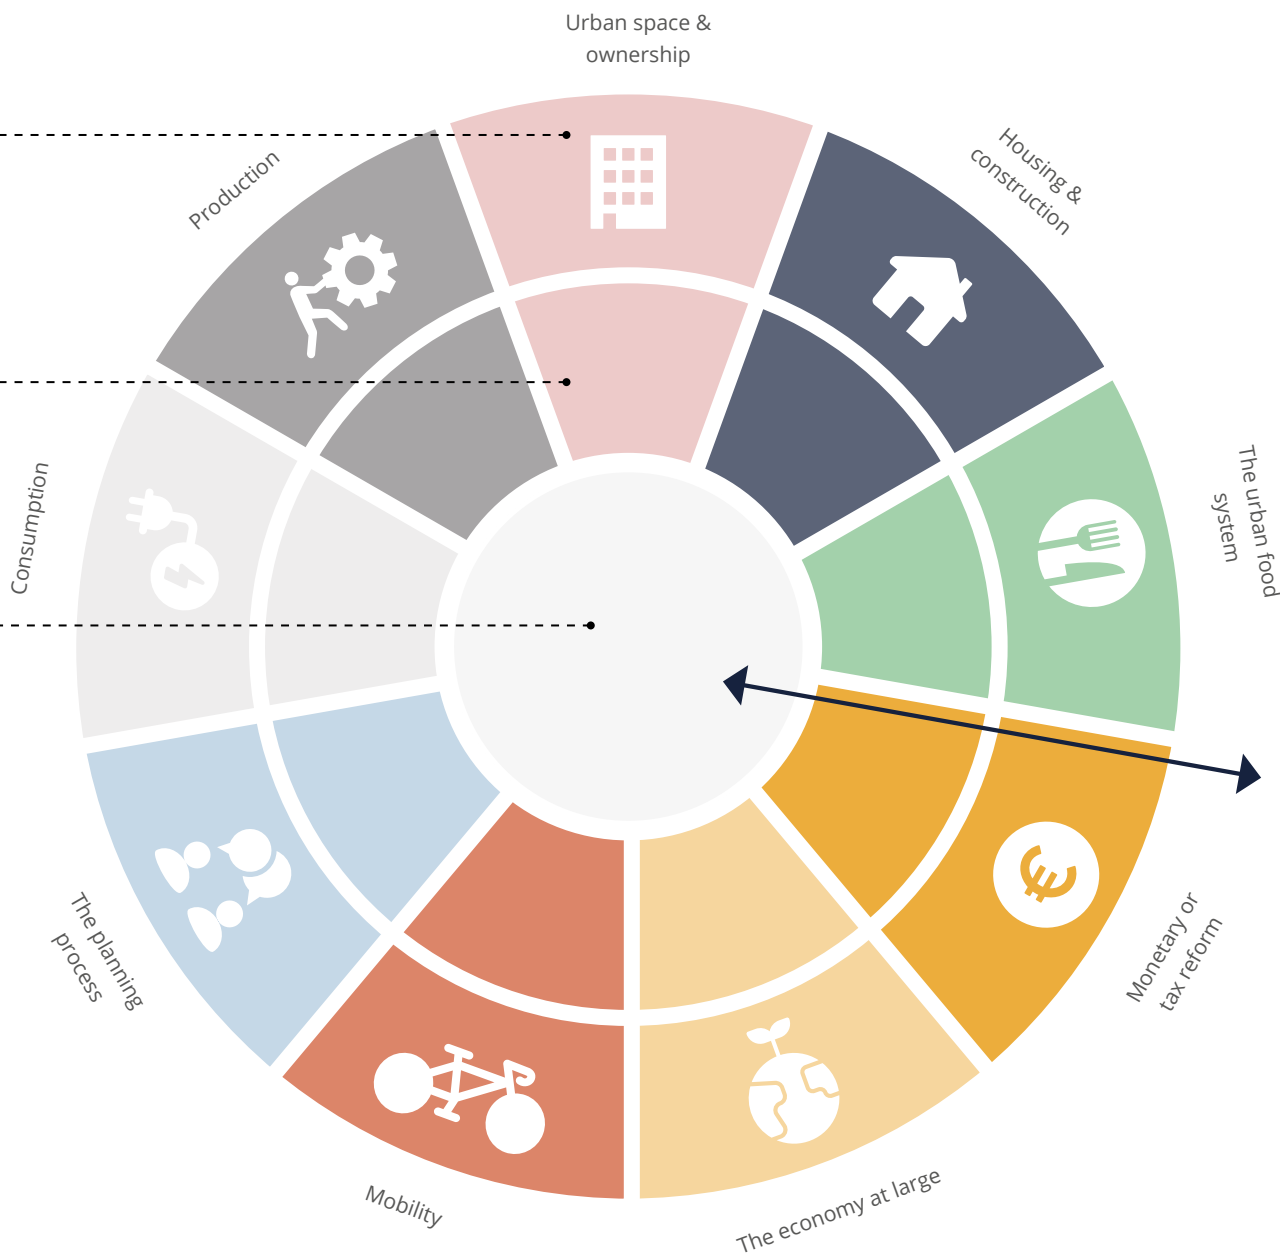 Urban space &
ownership
Housing &
construction
The urban food
system
Monetary or
tax reform
The economy at large
Mobility
The planning
process
Consumption
Production